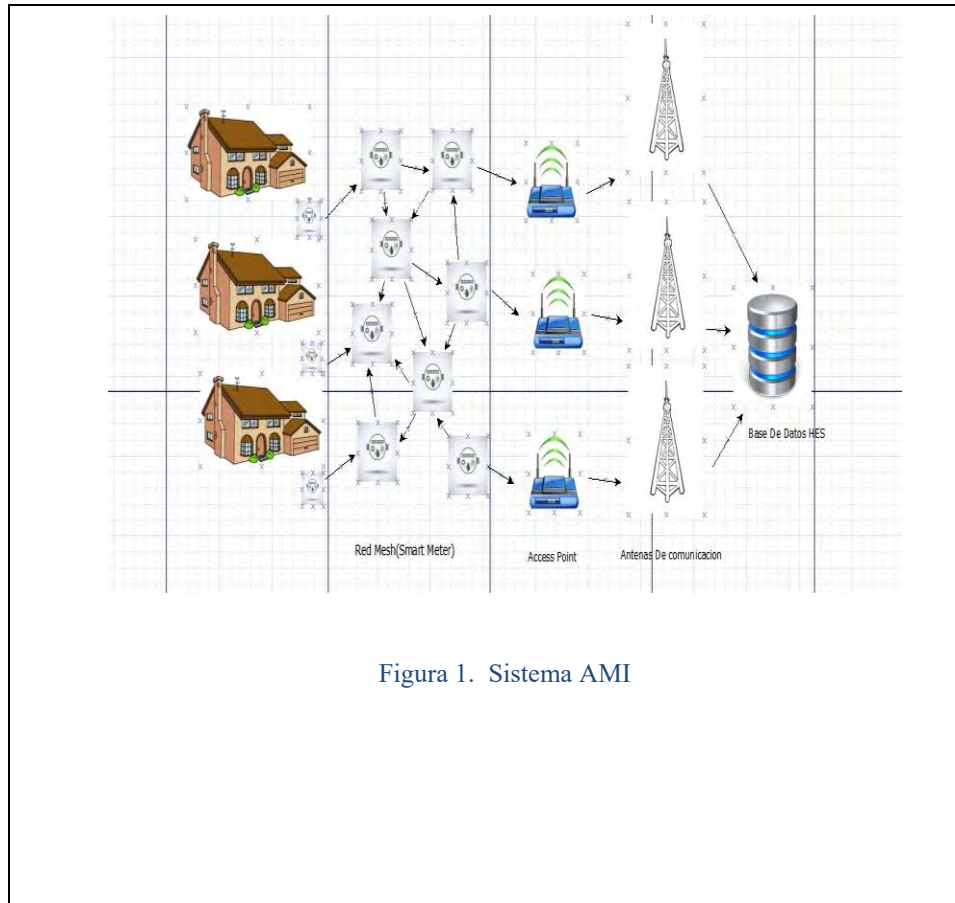 Base De Datos HES
Red Mesh(Smart Meter)
Access Point
Antenas De comunicacion
Figura 1. Sistema AMI